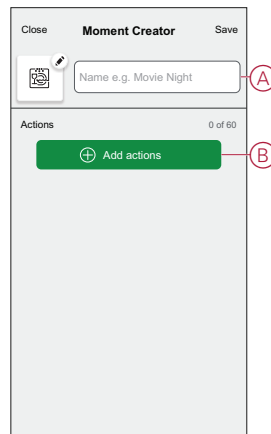 Close Moment Creator Save
Name e.g. Movie Night
A
Actions 0 of 60
Add actions
B